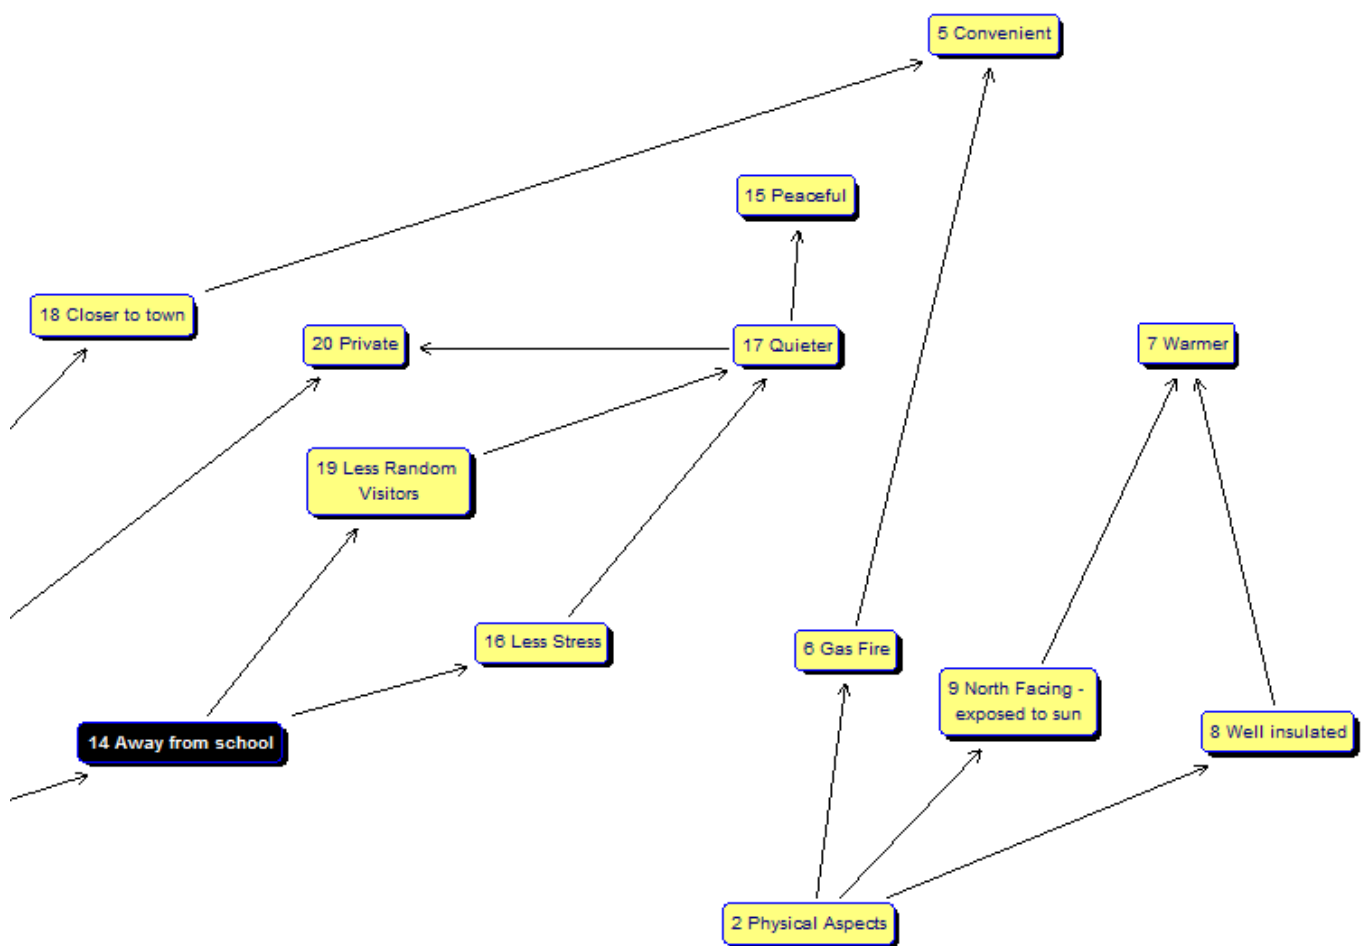 5 Convenient
15 Peaceful
18 Closer to town
20 Private
17 Quieter
7 Warmer
19 Less Random
Visitors
16 Less Stress
6 Gas Fire
9 North Facing -
exposed to sun
8 Well insulated
14 Away from school
2 Physical Aspects